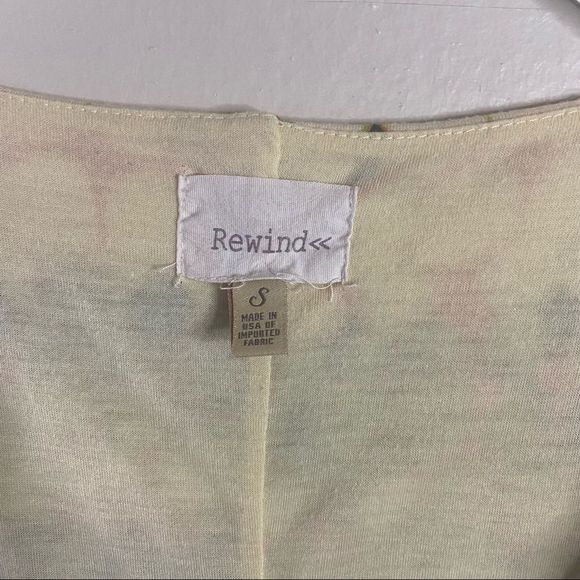 Rewind<<
S
MADE IN
USA OF
IMPORTED
FABRIC